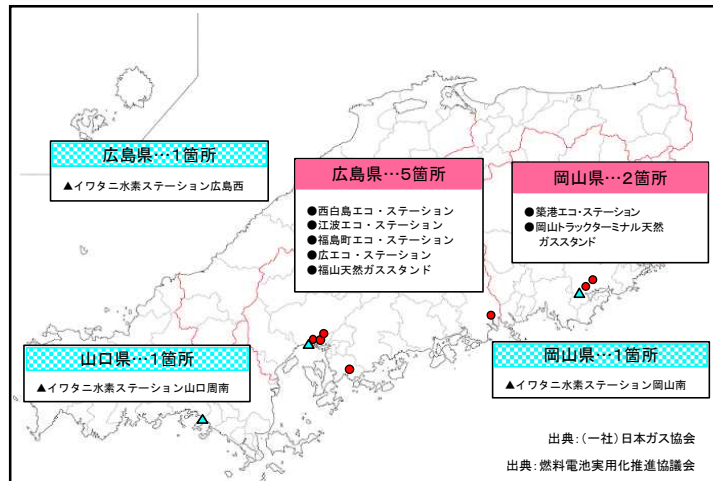 広島県…1箇所
▲イワタニ水素ステーション広島西
広島県…5箇所
●西白島エコ・ステーション
●江波エコ・ステーション
●福島町エコ・ステーション
●広エコ・ステーション
●福山天然ガススタンド
岡山県…2箇所
●築港エコ・ステーション
●岡山トラックターミナル天然
ガススタンド
山口県…1箇所
▲イワタニ水素ステーション山口周南
岡山県…1箇所
▲イワタニ水素ステーション岡山南
出典:(一社)日本ガス協会
出典:燃料電池実用化推進協議会